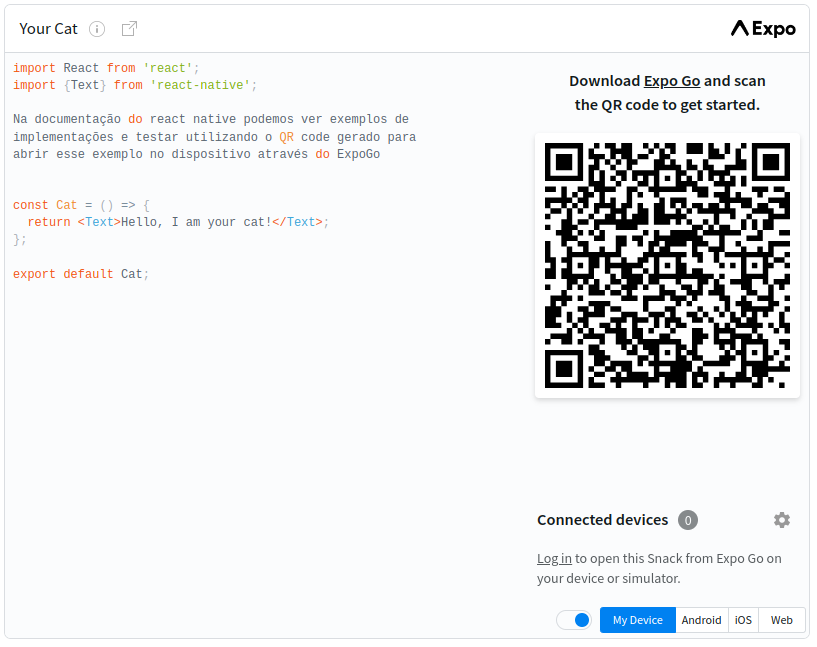 Your Cat
Expo
import React from 'react';
import {Text} from 'react-native';
Na documentação do react native podemos ver exemplos de
implementações e testar utilizando o QR code gerado para
abrir esse exemplo no dispositivo através do ExpoGo
const Cat = () => {
  return <Text>Hello, I am your cat!</Text>;
};
export default Cat;
Download Expo Go and scan
the QR code to get started.
Connected devices 0
Log in to open this Snack from Expo Go on
your device or simulator.
My Device Android iOS Web